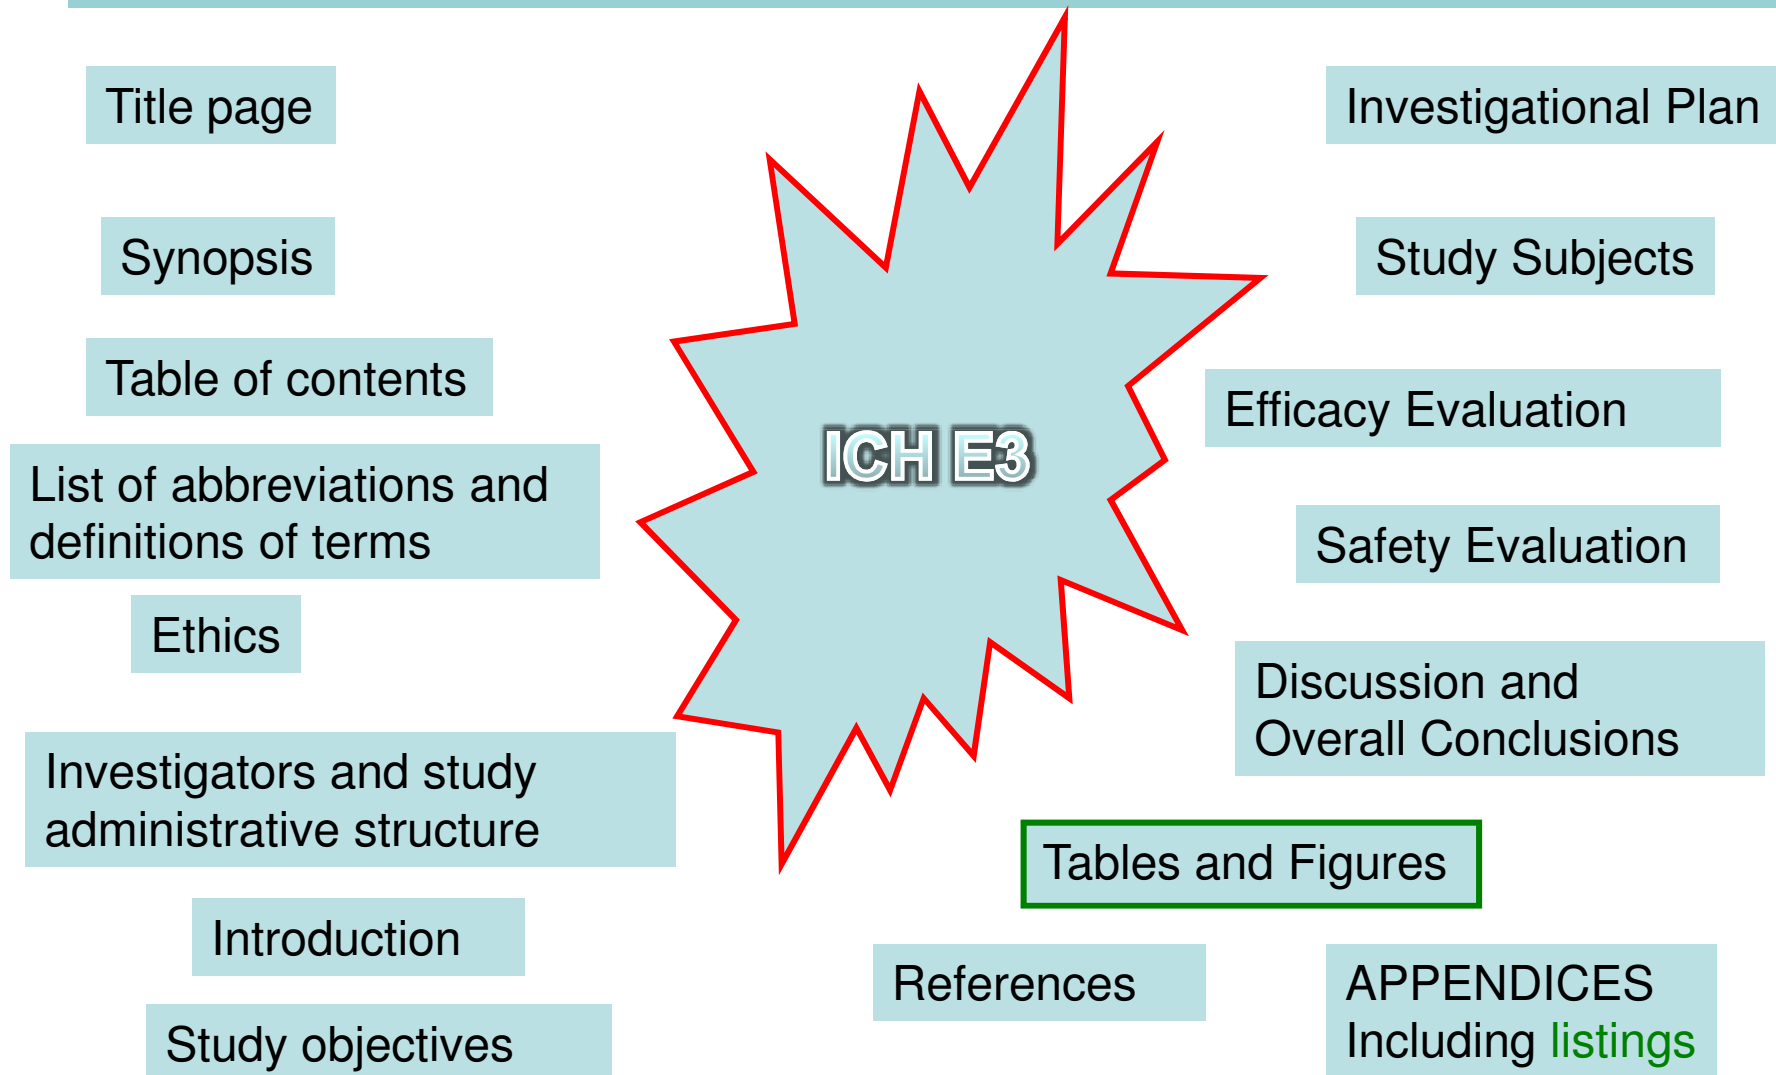 Title page
Synopsis
Table of contents
List of abbreviations and
definitions of terms
Ethics
Investigators and study
administrative structure
Introduction
Study objectives
ICH E3
Investigational Plan
Study Subjects
Efficacy Evaluation
Safety Evaluation
Discussion and
Overall Conclusions
Tables and Figures
References
APPENDICES
Including listings